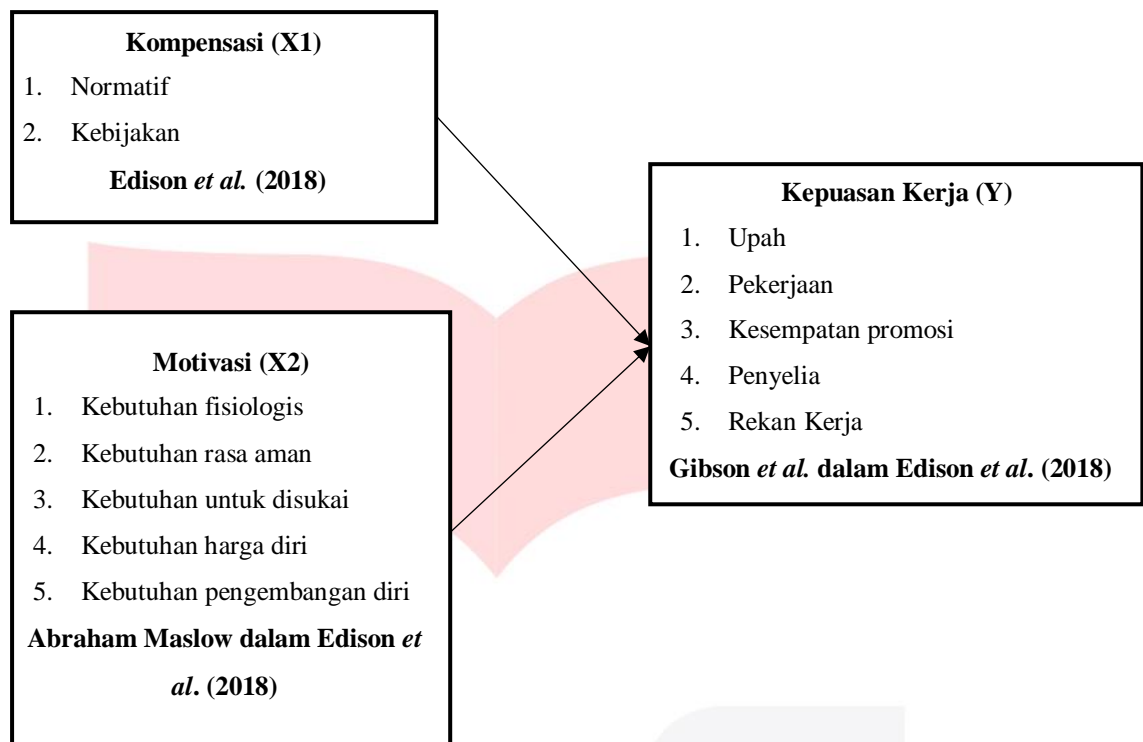 Kompensasi (X1)
1. Normatif
2. Kebijakan
Edison et al. (2018)
Motivasi (X2)
1. Kebutuhan fisiologis
2. Kebutuhan rasa aman
3. Kebutuhan untuk disukai
4. Kebutuhan harga diri
5. Kebutuhan pengembangan diri
Abraham Maslow dalam Edison et
al. (2018)
Kepuasan Kerja (Y)
1. Upah
2. Pekerjaan
3. Kesempatan promosi
4. Penyelia
5. Rekan Kerja
Gibson et al. dalam Edison et al. (2018)